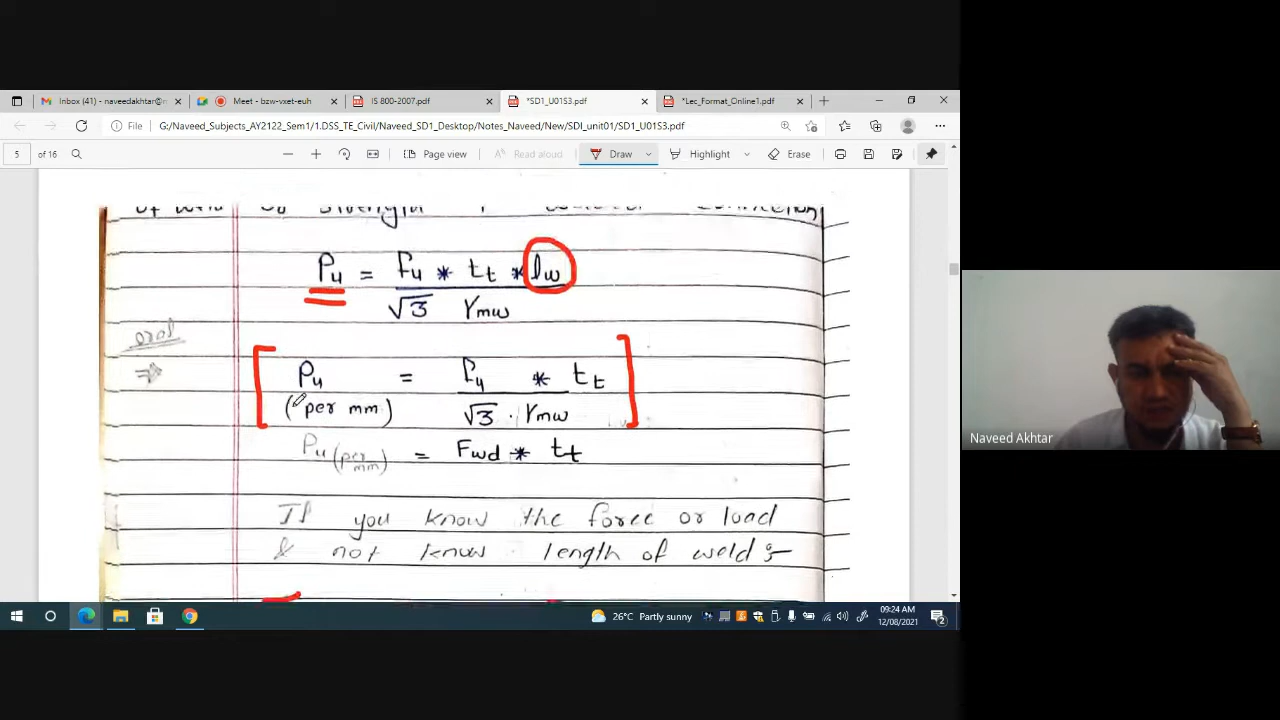 Inbox (41) - naveedakhtar@r
Meet - bzw-vxet-euh
IS 800-2007.pdf
*SD1_U01S3.pdf
*Lec_Format_Online1.pdf
File
G:/Naveed_Subjects_AY2122_Sem1/1.DSS_TE_Civil/Naveed_SD1_Desktop/Notes_Naveed/New/SDI_unit01/SD1_U01S3.pdf
5 of 16
Page view
Read aloud
Draw
Highlight
Erase
Pu = fu * tt * lw
√3 γmw
oral
⇒
Pu = fu * tt
(per mm) √3 · γmw
Pu (per mm) = Fwd * tt
If you know the force or load
& not know length of weld :-
Naveed Akhtar
26°C Partly sunny
09:24 AM
12/08/2021
2